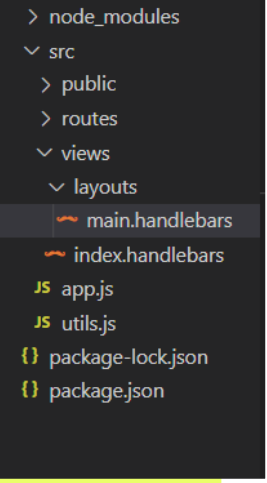 node_modules
src
public
routes
views
layouts
main.handlebars
index.handlebars
JS app.js
JS utils.js
{} package-lock.json
{} package.json